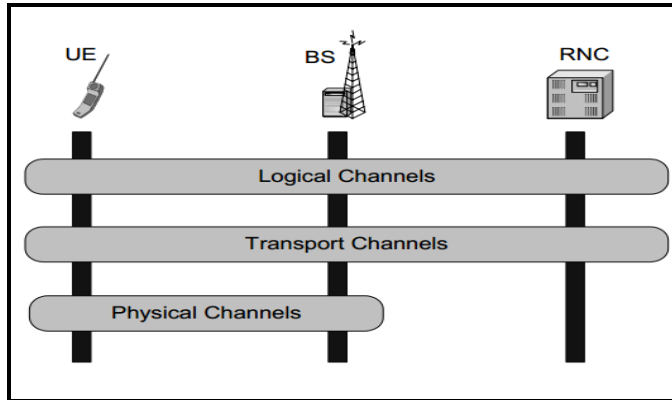 UE
BS
RNC
Logical Channels
Transport Channels
Physical Channels